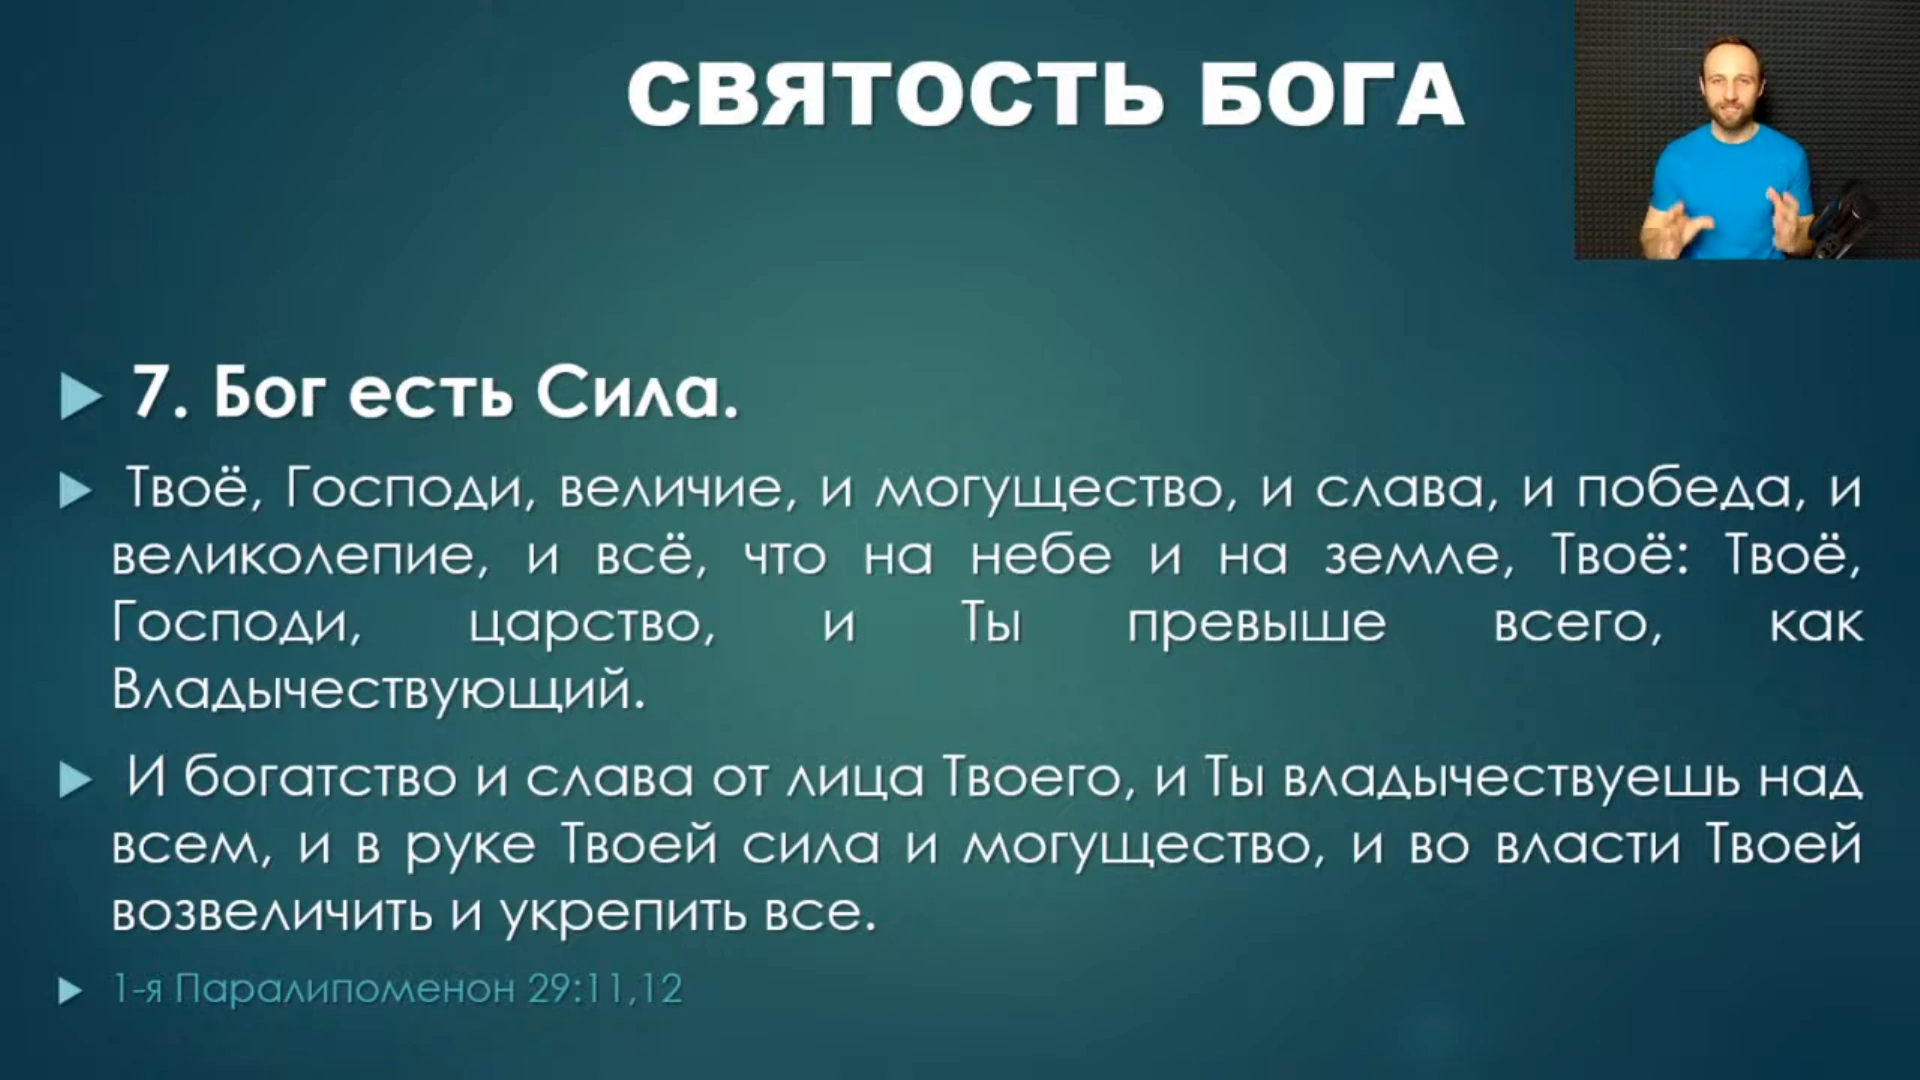 СВЯТОСТЬ БОГА
7. Бог есть Сила.
Твоё, Господи, величие, и могущество, и слава, и победа, и
великолепие, и всё, что на небе и на земле, Твоё: Твоё,
Господи, царство, и Ты превыше всего, как
Владычествующий.
И богатство и слава от лица Твоего, и Ты владычествуешь над
всем, и в руке Твоей сила и могущество, и во власти Твоей
возвеличить и укрепить все.
1-я Паралипоменон 29:11,12